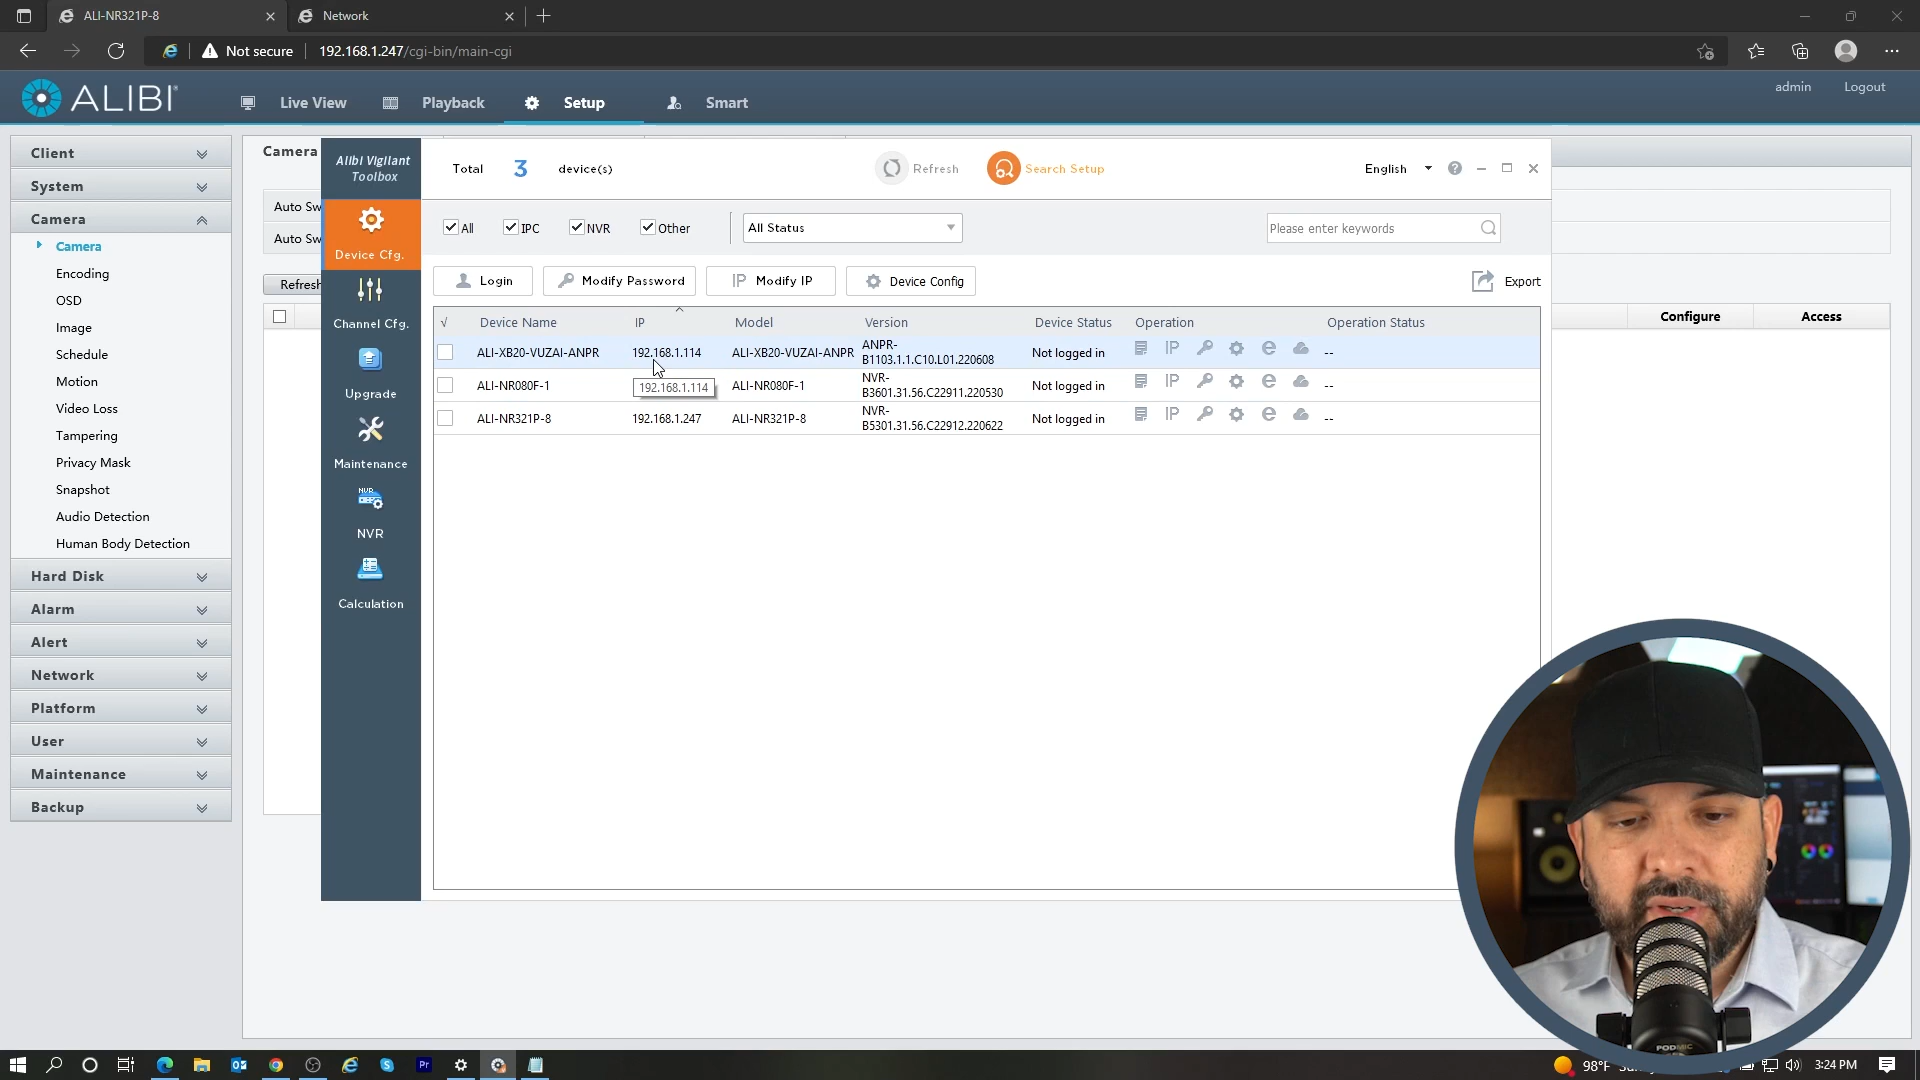 ALI-NR321P-8
Network
Not secure
192.168.1.247/cgi-bin/main-cgi
ALIBI
Live View
Playback
Setup
Smart
admin
Logout
Client
System
Camera
Camera
Encoding
OSD
Image
Schedule
Motion
Video Loss
Tampering
Privacy Mask
Snapshot
Audio Detection
Human Body Detection
Hard Disk
Alarm
Alert
Network
Platform
User
Maintenance
Backup
Camera
Auto Sw
Auto Sw
Refresh
Configure
Access
Alibi Vigilant
Toolbox
Total 3 device(s)
Refresh
Search Setup
English
Device Cfg.
Channel Cfg.
Upgrade
Maintenance
NVR
NVR
Calculation
All
IPC
NVR
Other
All Status
Please enter keywords
Login
Modify Password
IP Modify IP
Device Config
Export
√ Device Name IP Model Version Device Status Operation Operation Status
ALI-XB20-VUZAI-ANPR 192.168.1.114 ALI-XB20-VUZAI-ANPR ANPR-
B1103.1.1.C10.L01.220608 Not logged in IP --
192.168.1.114
ALI-NR080F-1 ALI-NR080F-1 NVR-
B3601.31.56.C22911.220530 Not logged in IP --
ALI-NR321P-8 192.168.1.247 ALI-NR321P-8 NVR-
B5301.31.56.C22912.220622 Not logged in IP --
PODMIC
98°F
3:24 PM